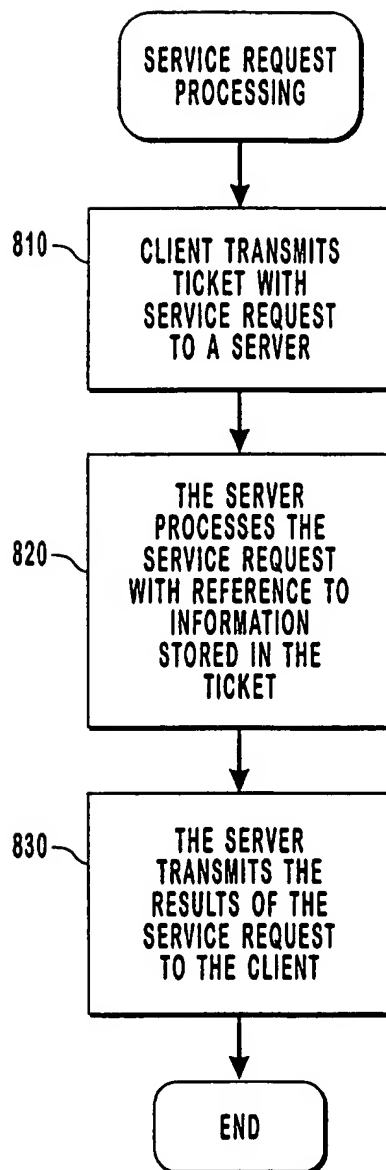 SERVICE REQUEST
PROCESSING
810
CLIENT TRANSMITS
TICKET WITH
SERVICE REQUEST
TO A SERVER
820
THE SERVER
PROCESSES THE
SERVICE REQUEST
WITH REFERENCE TO
INFORMATION
STORED IN THE
TICKET
830
THE SERVER
TRANSMITS THE
RESULTS OF THE
SERVICE REQUEST
TO THE CLIENT
END